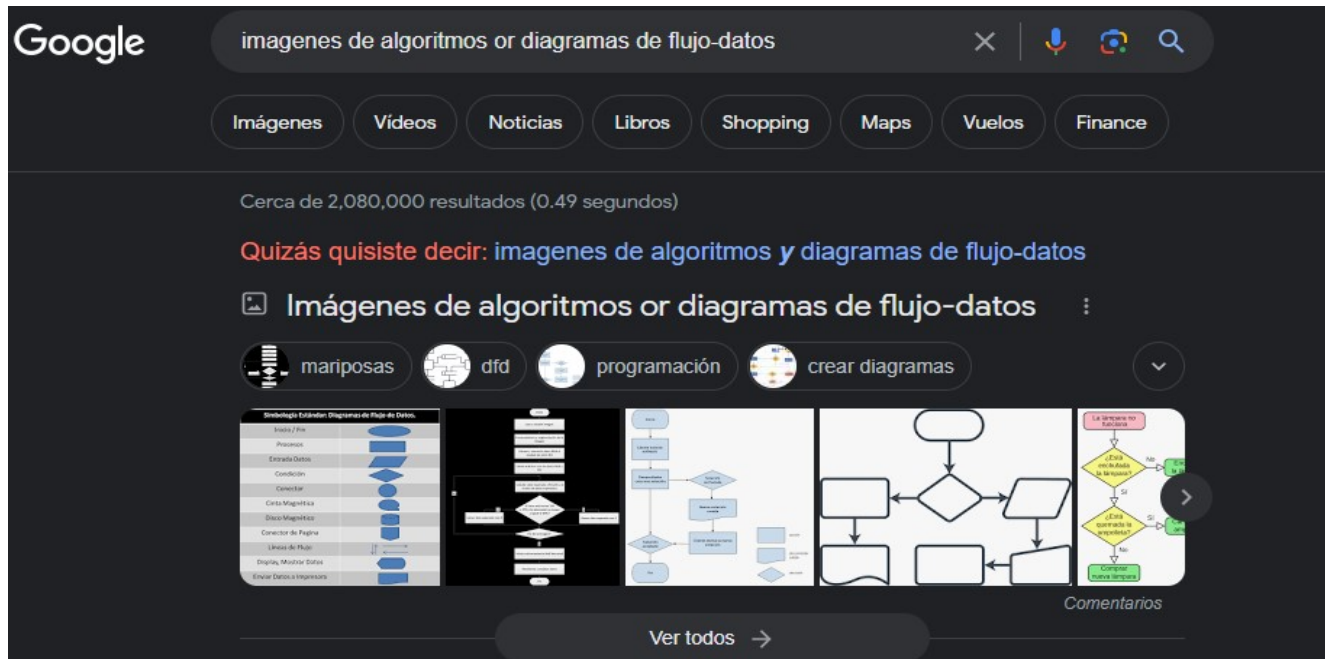 Google
imagenes de algoritmos or diagramas de flujo-datos
Imágenes Vídeos Noticias Libros Shopping Maps Vuelos Finance
Cerca de 2,080,000 resultados (0.49 segundos)
Quizás quisiste decir: imagenes de algoritmos y diagramas de flujo-datos
Imágenes de algoritmos or diagramas de flujo-datos
mariposas dfd programación crear diagramas
Simbología Estándar: Diagramas de Flujo de Datos.
Inicio / Fin
Procesos
Entrada Datos
Condición
Conector
Cinta Magnética
Disco Magnético
Conector de Pagina
Líneas de Flujo
Display, Mostrar Datos
Enviar Datos a Impresora
La lámpara no
funciona
¿Está
enchufada
la lámpara?
No
Sí
¿Está
quemada la
ampolleta?
Sí
No
Comprar
nueva lámpara
Comentarios
Ver todos